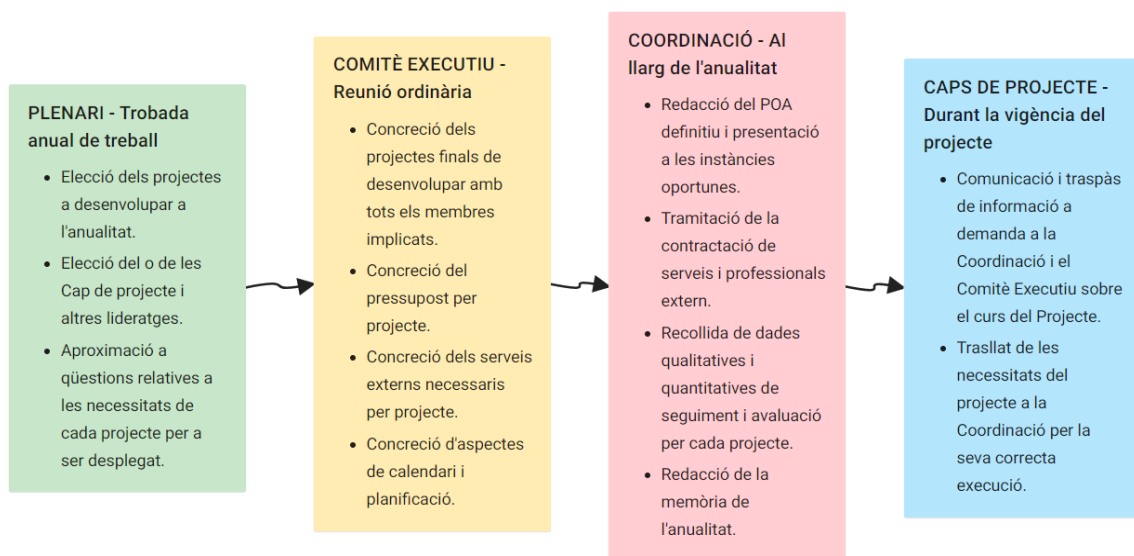 PLENARI - Trobada
anual de treball
• Elecció dels projectes
a desenvolupar a
l'anualitat.
• Elecció del o de les
Cap de projecte i
altres lideratges.
• Aproximació a
qüestions relatives a
les necessitats de
cada projecte per a
ser desplegat.
COMITÈ EXECUTIU -
Reunió ordinària
• Concreció dels
projectes finals de
desenvolupar amb
tots els membres
implicats.
• Concreció del
pressupost per
projecte.
• Concreció dels serveis
externs necessaris
per projecte.
• Concreció d'aspectes
de calendari i
planificació.
COORDINACIÓ - Al
llarg de l'anualitat
• Redacció del POA
definitiu i presentació
a les instàncies
oportunes.
• Tramitació de la
contractació de
serveis i professionals
extern.
• Recollida de dades
qualitatives i
quantitatives de
seguiment i avaluació
per cada projecte.
• Redacció de la
memòria de
l'anualitat.
CAPS DE PROJECTE -
Durant la vigència del
projecte
• Comunicació i traspàs
de informació a
demanda a la
Coordinació i el
Comitè Executiu sobre
el curs del Projecte.
• Trasllat de les
necessitats del
projecte a la
Coordinació per la
seva correcta
execució.